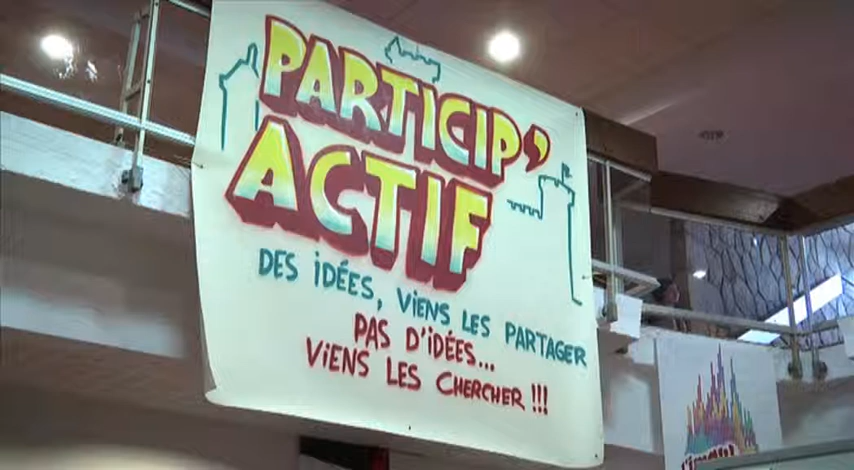 PARTICIP'
ACTIF
DES IDÉES, VIENS LES PARTAGER
PAS D'IDÉES...
VIENS LES CHERCHER !!!